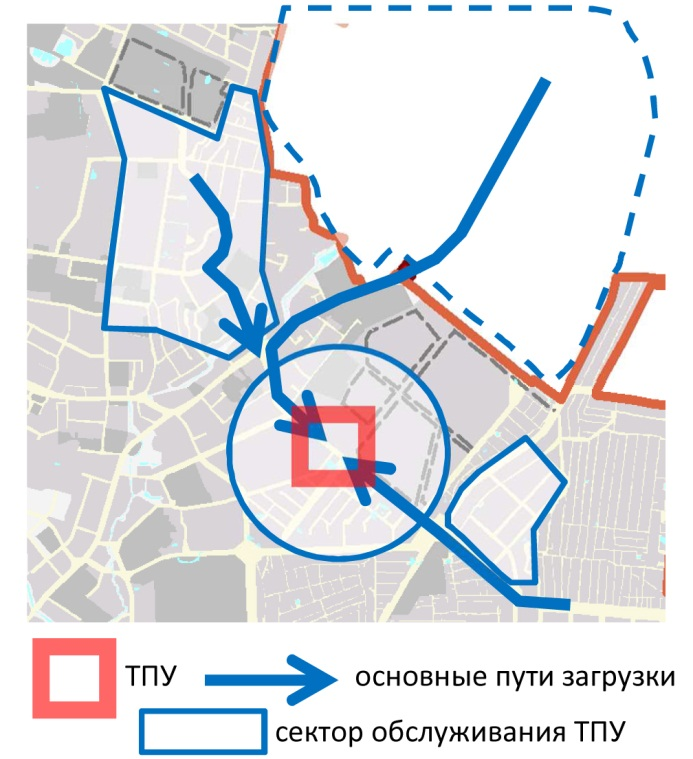 ТПУ
основные пути загрузки
сектор обслуживания ТПУ